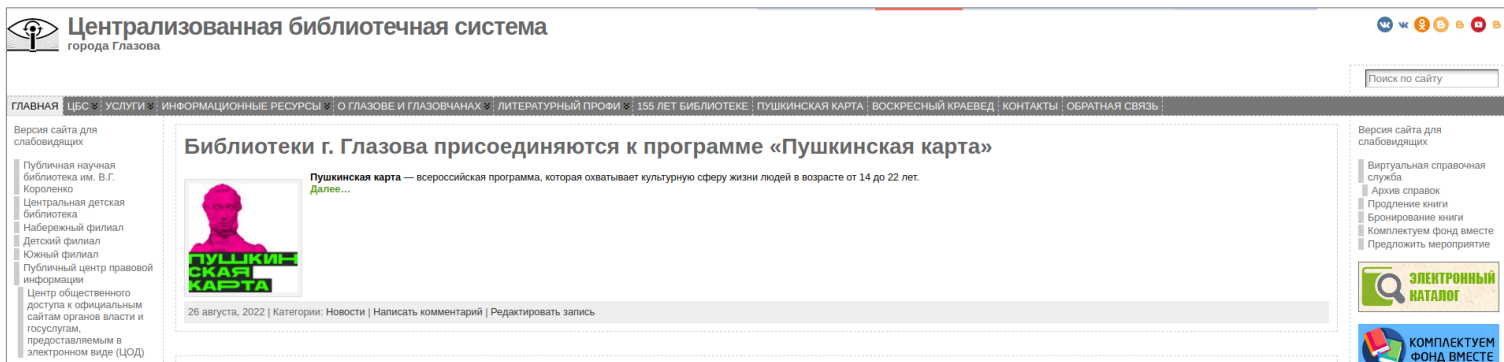 Централизованная библиотечная система
города Глазова
Поиск по сайту
ГЛАВНАЯ ЦБС УСЛУГИ ИНФОРМАЦИОННЫЕ РЕСУРСЫ О ГЛАЗОВЕ И ГЛАЗОВЧАНАХ ЛИТЕРАТУРНЫЙ ПРОФИ 155 ЛЕТ БИБЛИОТЕКЕ ПУШКИНСКАЯ КАРТА ВОСКРЕСНЫЙ КРАЕВЕД КОНТАКТЫ ОБРАТНАЯ СВЯЗЬ
Версия сайта для
слабовидящих
Публичная научная
библиотека им. В.Г.
Короленко
Центральная детская
библиотека
Набережный филиал
Детский филиал
Южный филиал
Публичный центр правовой
информации
Центр общественного
доступа к официальным
сайтам органов власти и
госуслугам,
предоставляемым в
электронном виде (ЦОД)
Библиотеки г. Глазова присоединяются к программе «Пушкинская карта»
Пушкинская карта — всероссийская программа, которая охватывает культурную сферу жизни людей в возрасте от 14 до 22 лет.
Далее…
ПУШКИН
СКАЯ
КАРТА
26 августа, 2022 | Категории: Новости | Написать комментарий | Редактировать запись
Версия сайта для
слабовидящих
Виртуальная справочная
служба
Архив справок
Продление книги
Бронирование книги
Комплектуем фонд вместе
Предложить мероприятие
ЭЛЕКТРОННЫЙ
КАТАЛОГ
КОМПЛЕКТУЕМ
ФОНД ВМЕСТЕ